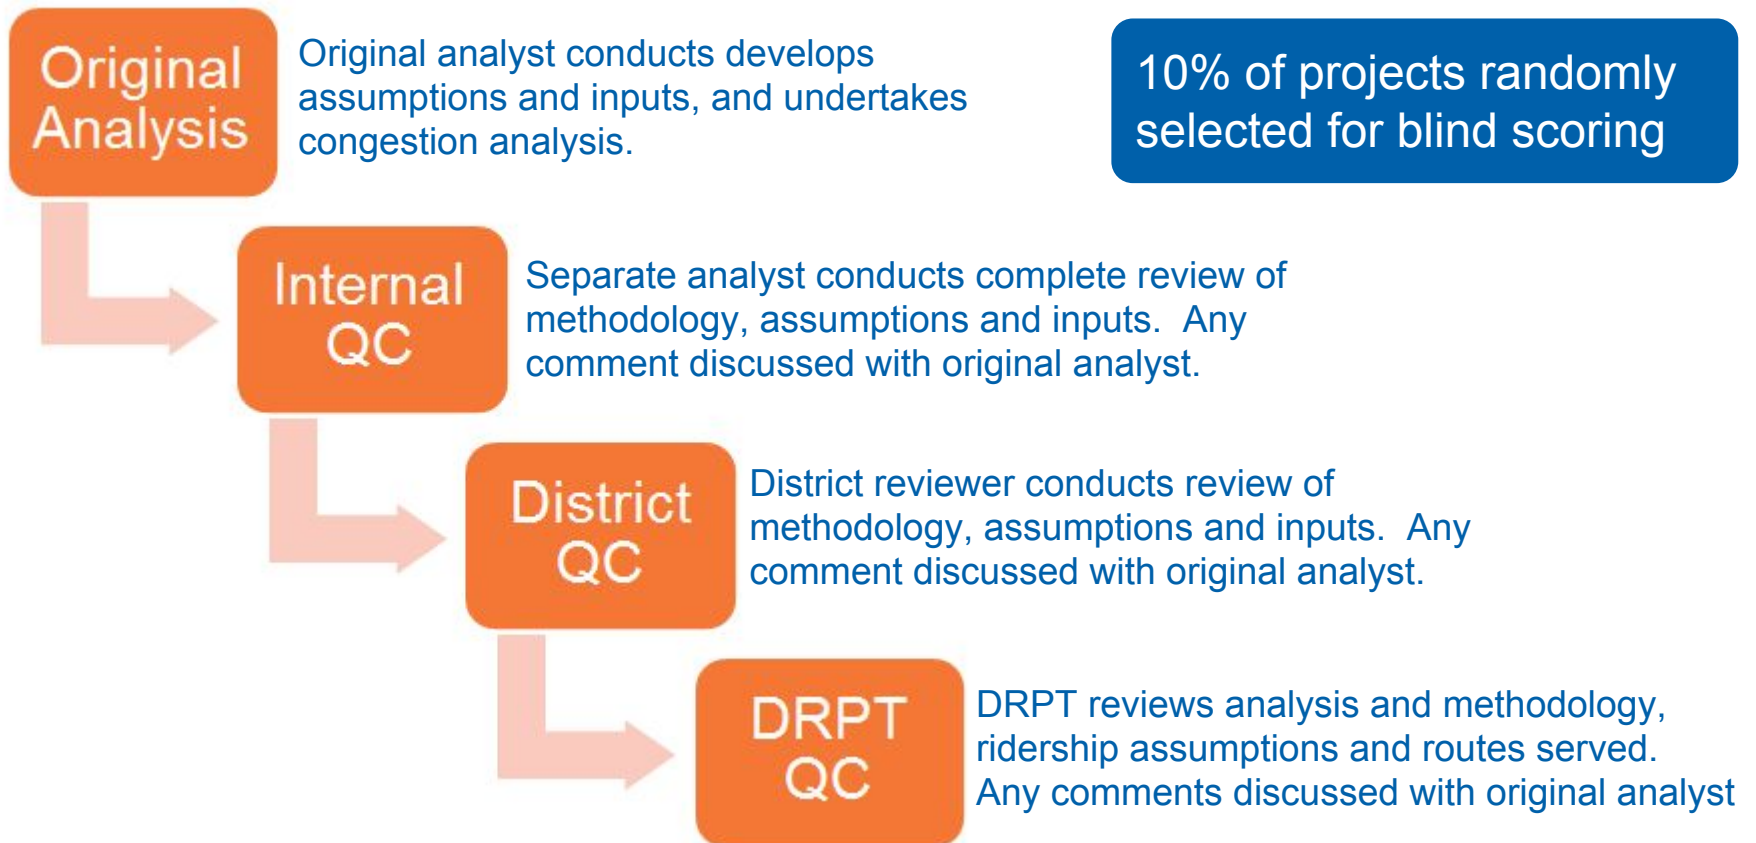 Original
Analysis
Original analyst conducts develops
assumptions and inputs, and undertakes
congestion analysis.
10% of projects randomly
selected for blind scoring
Internal
QC
Separate analyst conducts complete review of
methodology, assumptions and inputs.  Any
comment discussed with original analyst.
District
QC
District reviewer conducts review of
methodology, assumptions and inputs.  Any
comment discussed with original analyst.
DRPT
QC
DRPT reviews analysis and methodology,
ridership assumptions and routes served.
Any comments discussed with original analyst